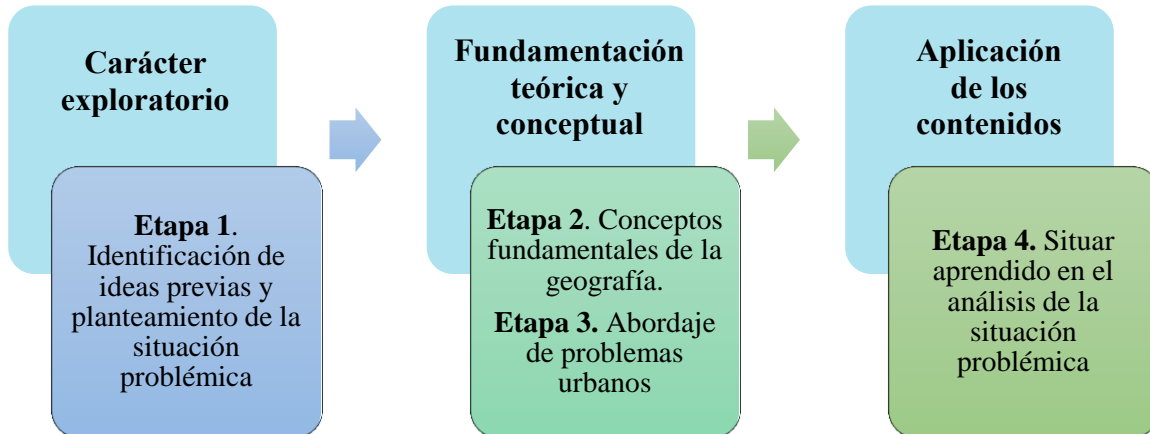 Carácter
exploratorio
Etapa 1.
Identificación de
ideas previas y
planteamiento de la
situación
problémica
Fundamentación
teórica y
conceptual
Etapa 2. Conceptos
fundamentales de la
geografía.
Etapa 3. Abordaje
de problemas
urbanos
Aplicación
de los
contenidos
Etapa 4. Situar
aprendido en el
análisis de la
situación
problémica